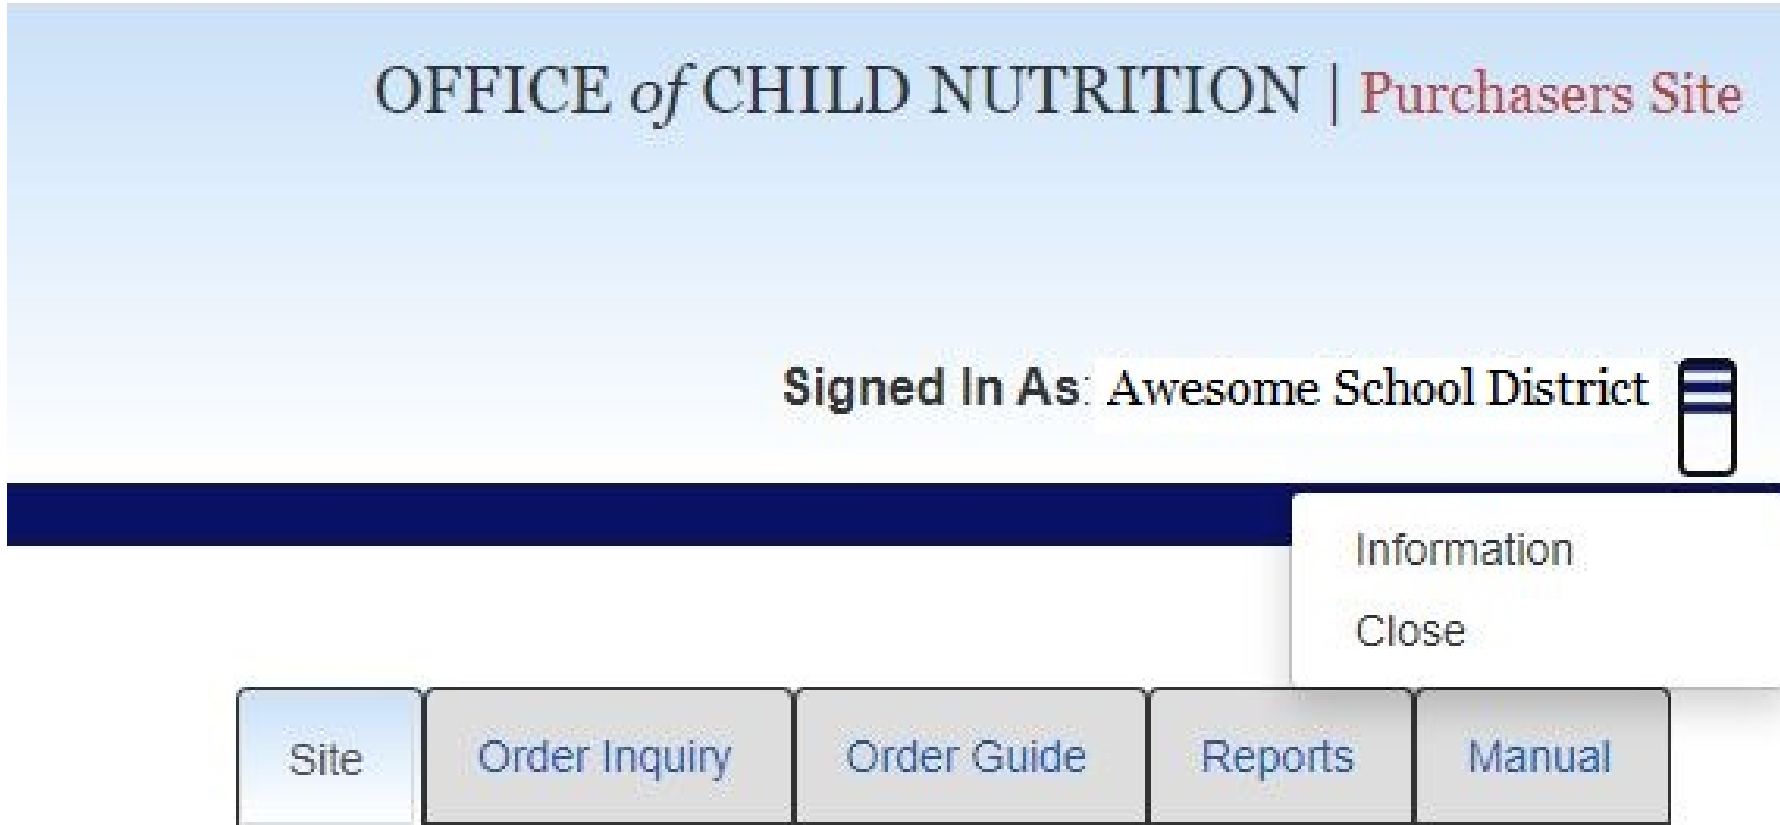 OFFICE of CHILD NUTRITION | Purchasers Site
Signed In As: Awesome School District
Information
Close
Site Order Inquiry Order Guide Reports Manual